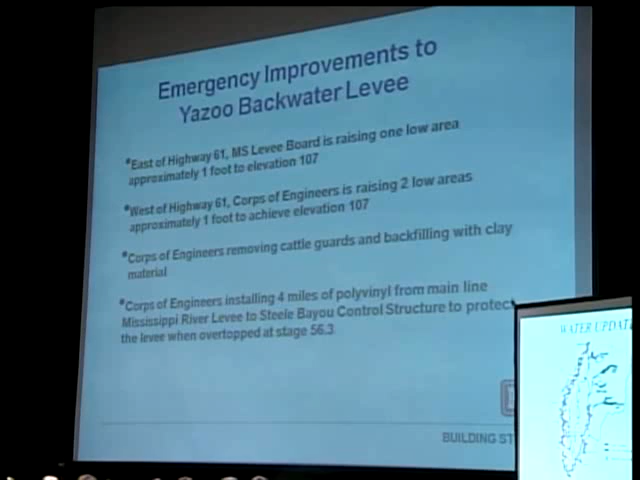 Emergency Improvements to
Yazoo Backwater Levee
•East of Highway 61, MS Levee Board is raising one low area
approximately 1 foot to elevation 107
•West of Highway 61, Corps of Engineers is raising 2 low areas
approximately 1 foot to achieve elevation 107
•Corps of Engineers removing cattle guards and backfilling with clay
material
•Corps of Engineers installing 4 miles of polyvinyl from main line
Mississippi River Levee to Steele Bayou Control Structure to protect
the levee when overtopped at stage 56.3
WATER UPDAT
BUILDING ST